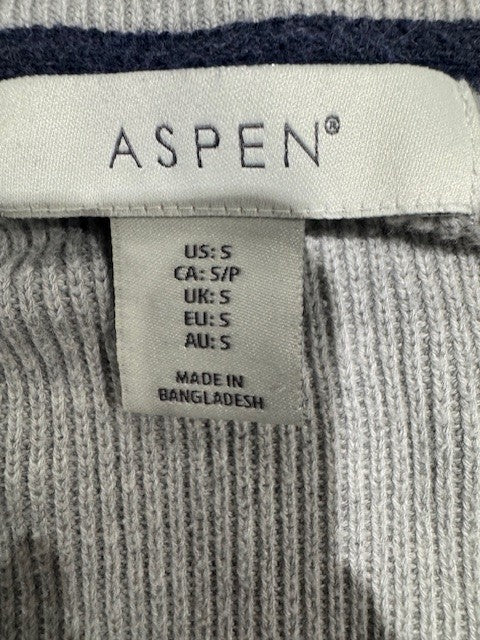 ASPEN®
US: S
CA: S/P
UK: S
EU: S
AU: S
MADE IN
BANGLADESH